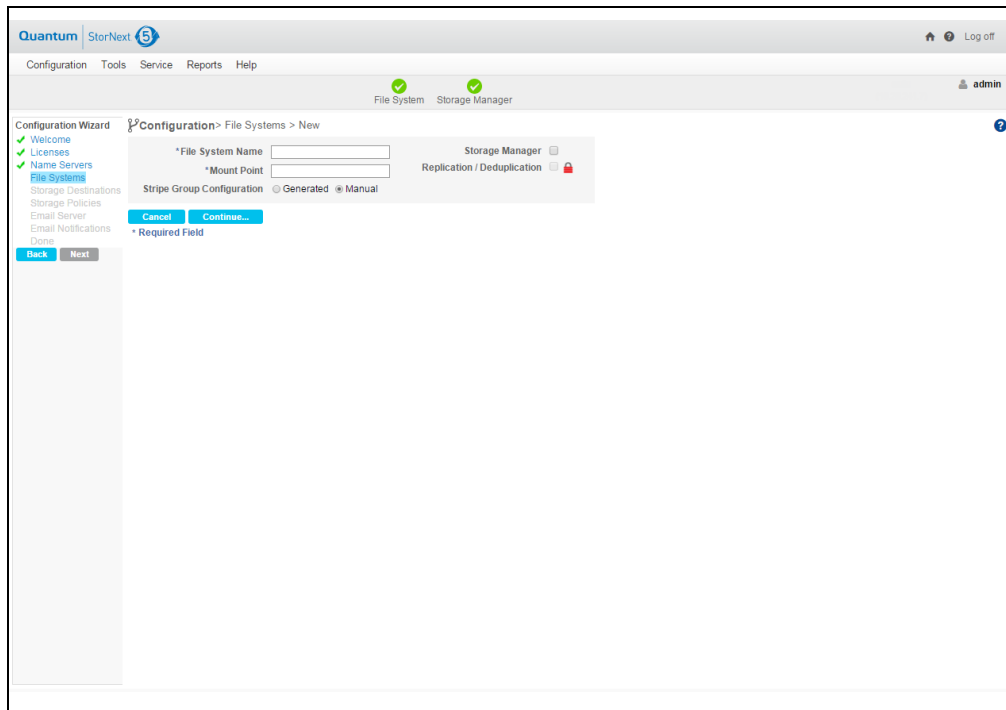 Quantum StorNext 5
Log off
Configuration Tools Service Reports Help
File System Storage Manager
admin
Configuration Wizard
Welcome
Licenses
Name Servers
File Systems
Storage Destinations
Storage Policies
Email Server
Email Notifications
Done
Back Next
Configuration> File Systems > New
*File System Name
Storage Manager
*Mount Point
Replication / Deduplication
Stripe Group Configuration Generated Manual
Cancel Continue...
* Required Field